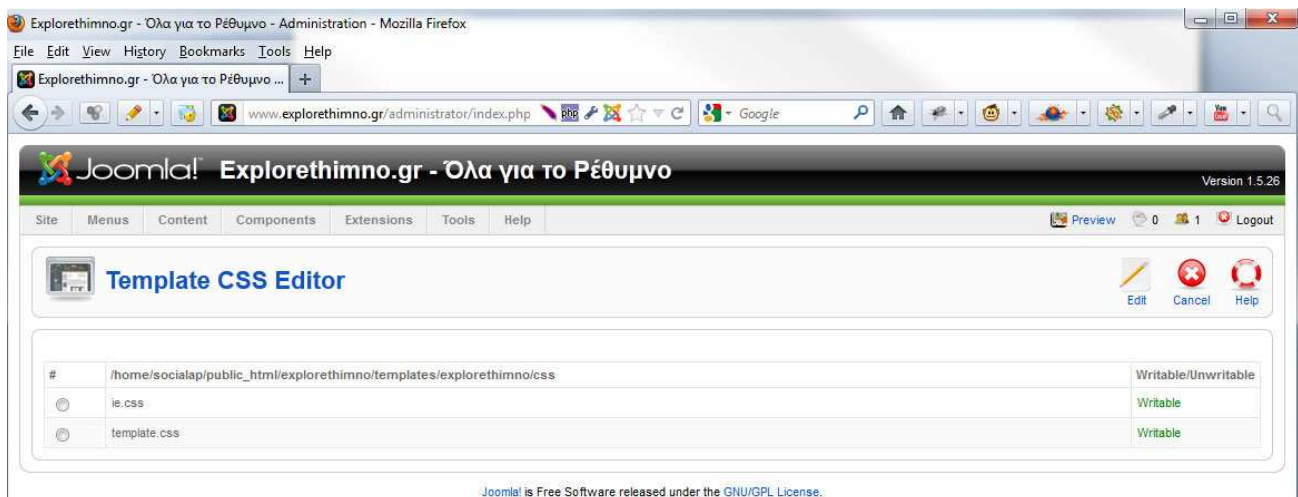 Explorethimno.gr - Όλα για το Ρέθυμνο - Administration - Mozilla Firefox
File Edit View History Bookmarks Tools Help
Explorethimno.gr - Όλα για το Ρέθυμνο ... +
www.explorethimno.gr/administrator/index.php php Google
Joomla! Explorethimno.gr - Όλα για το Ρέθυμνο
Version 1.5.26
Site Menus Content Components Extensions Tools Help Preview 0 1 Logout
Template CSS Editor
Edit Cancel Help
# /home/socialap/public_html/explorethimno/templates/explorethimno/css Writable/Unwritable
ie.css Writable
template.css Writable
Joomla! is Free Software released under the GNU/GPL License.